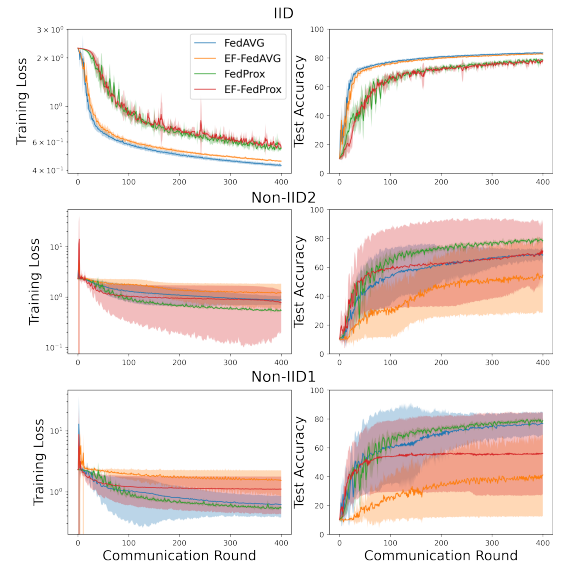 IID
Training Loss
3 × 10⁰
10⁰
6 × 10⁻¹
4 × 10⁻¹
0 100 200 300 400
FedAVG
EF-FedAVG
FedProx
EF-FedProx
Test Accuracy
100
80
60
40
20
0
0 100 200 300 400
Non-IID2
Training Loss
10¹
10⁰
10⁻¹
0 100 200 300 400
Test Accuracy
100
80
60
40
20
0
0 100 200 300 400
Non-IID1
Training Loss
10¹
10⁰
0 100 200 300 400
Communication Round
Test Accuracy
100
80
60
40
20
0
0 100 200 300 400
Communication Round